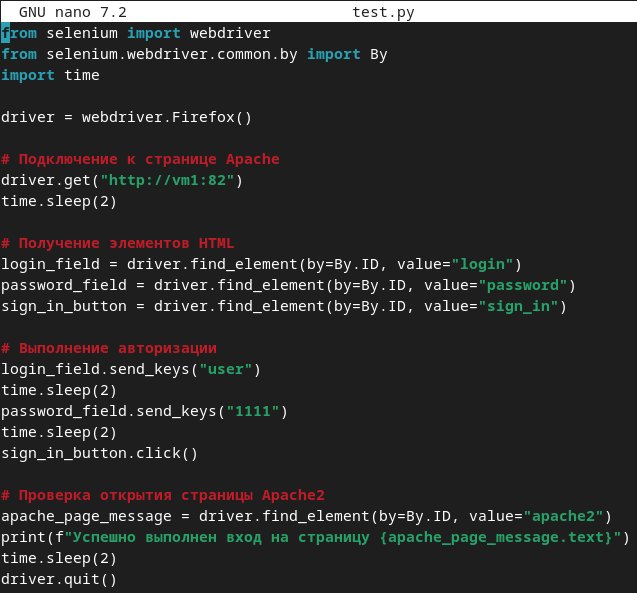 GNU nano 7.2 test.py
from selenium import webdriver
from selenium.webdriver.common.by import By
import time
driver = webdriver.Firefox()
# Подключение к странице Apache
driver.get("http://vm1:82")
time.sleep(2)
# Получение элементов HTML
login_field = driver.find_element(by=By.ID, value="login")
password_field = driver.find_element(by=By.ID, value="password")
sign_in_button = driver.find_element(by=By.ID, value="sign_in")
# Выполнение авторизации
login_field.send_keys("user")
time.sleep(2)
password_field.send_keys("1111")
time.sleep(2)
sign_in_button.click()
# Проверка открытия страницы Apache2
apache_page_message = driver.find_element(by=By.ID, value="apache2")
print(f"Успешно выполнен вход на страницу {apache_page_message.text}")
time.sleep(2)
driver.quit()